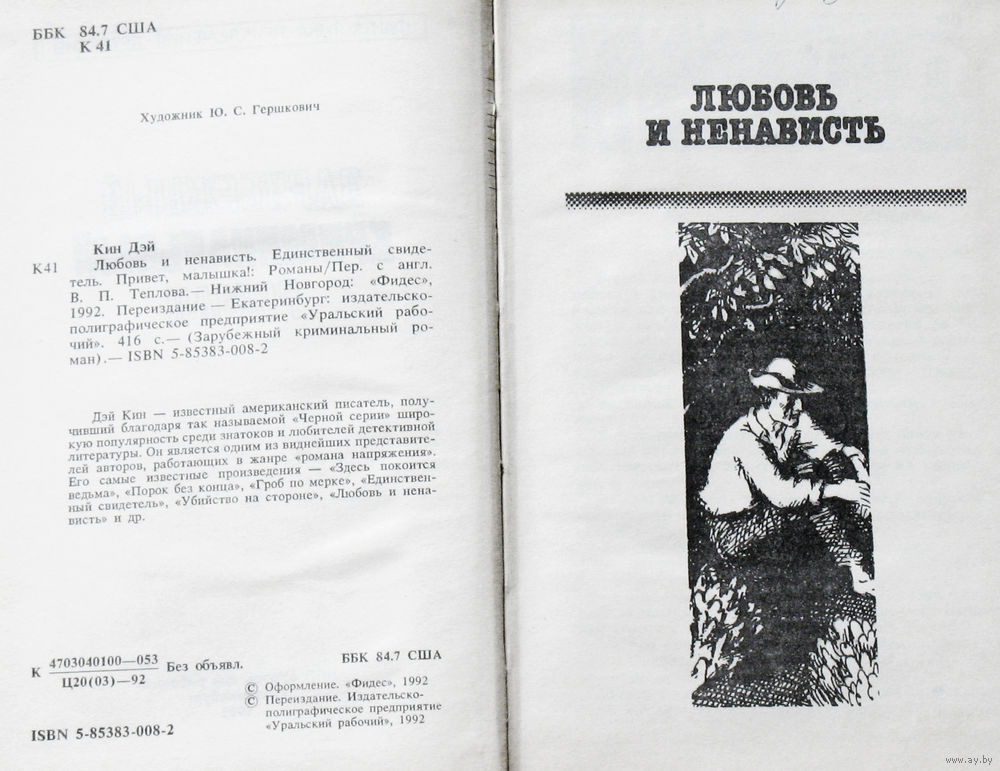 ББК 84.7 США
К 41
Художник Ю. С. Гершкович
Кин Дэй
К41 Любовь и ненависть. Единственный свиде-
тель. Привет, малышка!: Романы/Пер. с англ.
В. П. Теплова.— Нижний Новгород: «Фидес»,
1992. Переиздание — Екатеринбург: издательско-
полиграфическое предприятие «Уральский рабо-
чий». 416 с.— (Зарубежный криминальный ро-
ман).— ISBN 5-85383-008-2
Дэй Кин — известный американский писатель, полу-
чивший благодаря так называемой «Черной серии» широ-
кую популярность среди знатоков и любителей детективной
литературы. Он является одним из виднейших представите-
лей авторов, работающих в жанре «романа напряжения».
Его самые известные произведения — «Здесь покоится
ведьма», «Порок без конца», «Гроб по мерке», «Единствен-
ный свидетель», «Убийство на стороне», «Любовь и нена-
висть» и др.
К 4703040100—053 Без объявл.
Ц20(03)—92
ББК 84.7 США
© Оформление. «Фидес», 1992
© Переиздание. Издательско-
полиграфическое предприятие
«Уральский рабочий», 1992
ISBN 5-85383-008-2
ЛЮБОВЬ
И НЕНАВИСТЬ
www.ay.by